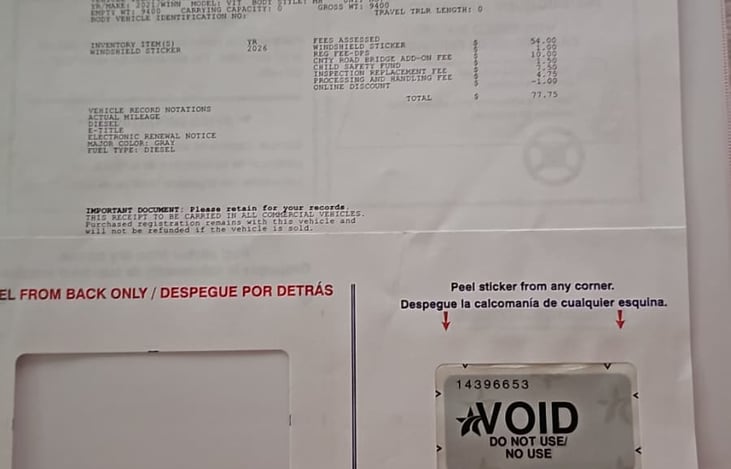 YR/MAKE: 2021/WINN MODEL: VIT BODY STYLE: MH
EMPTY WT: 9400 CARRYING CAPACITY: 0 GROSS WT: 9400
BODY VEHICLE IDENTIFICATION NO: TRAVEL TRLR LENGTH: 0
INVENTORY ITEM(S) YR
WINDSHIELD STICKER 2026
FEES ASSESSED
WINDSHIELD STICKER $ 54.00
REG FEE-DPS $ 1.00
CNTY ROAD BRIDGE ADD-ON FEE $ 10.00
CHILD SAFETY FUND $ 1.50
INSPECTION REPLACEMENT FEE $ 7.50
PROCESSING AND HANDLING FEE $ 4.75
ONLINE DISCOUNT $ -1.00
TOTAL $ 77.75
VEHICLE RECORD NOTATIONS
ACTUAL MILEAGE
DIESEL
E-TITLE
ELECTRONIC RENEWAL NOTICE
MAJOR COLOR: GRAY
FUEL TYPE: DIESEL
IMPORTANT DOCUMENT: Please retain for your records.
THIS RECEIPT TO BE CARRIED IN ALL COMMERCIAL VEHICLES.
Purchased registration remains with this vehicle and
will not be refunded if the vehicle is sold.
EL FROM BACK ONLY / DESPEGUE POR DETRÁS
Peel sticker from any corner.
Despegue la calcomanía de cualquier esquina.
14396653
VOID
DO NOT USE/
NO USE